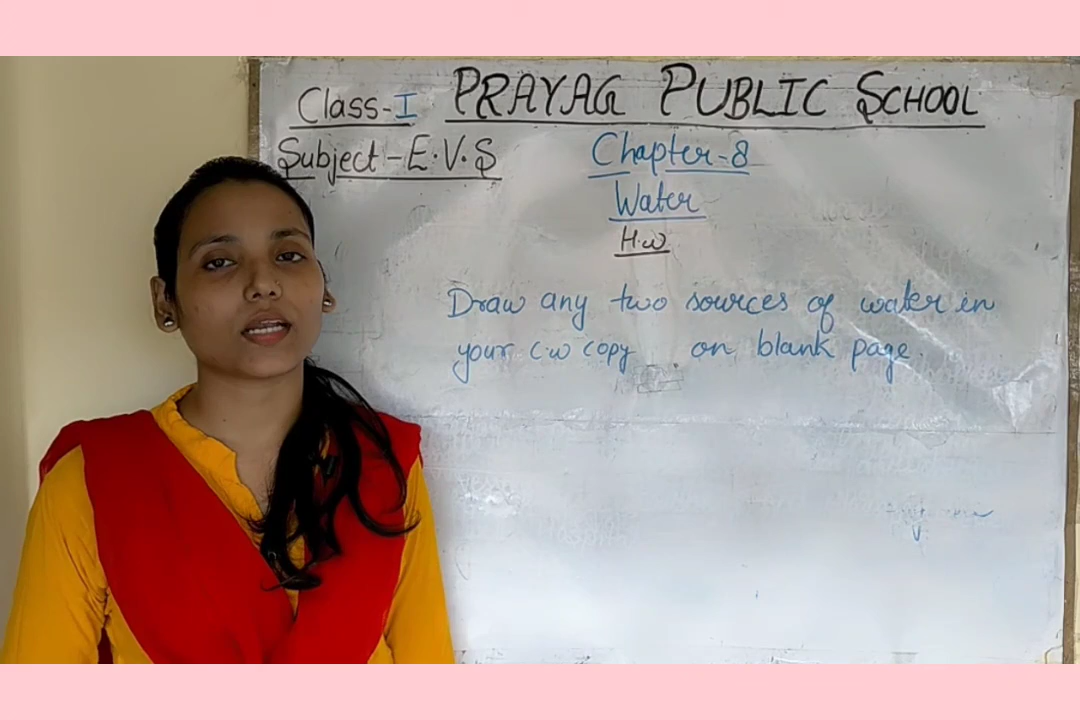 Class-I PRAYAG PUBLIC SCHOOL
Subject-E.V.S Chapter-8
Water
H.w
Draw any two sources of water in
your c.w copy on blank page.